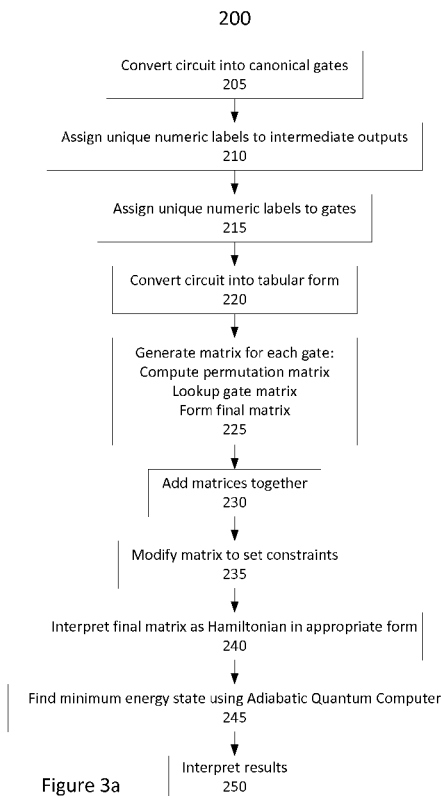 200
Convert circuit into canonical gates
205
Assign unique numeric labels to intermediate outputs
210
Assign unique numeric labels to gates
215
Convert circuit into tabular form
220
Generate matrix for each gate:
Compute permutation matrix
Lookup gate matrix
Form final matrix
225
Add matrices together
230
Modify matrix to set constraints
235
Interpret final matrix as Hamiltonian in appropriate form
240
Find minimum energy state using Adiabatic Quantum Computer
245
Interpret results
250
Figure 3a